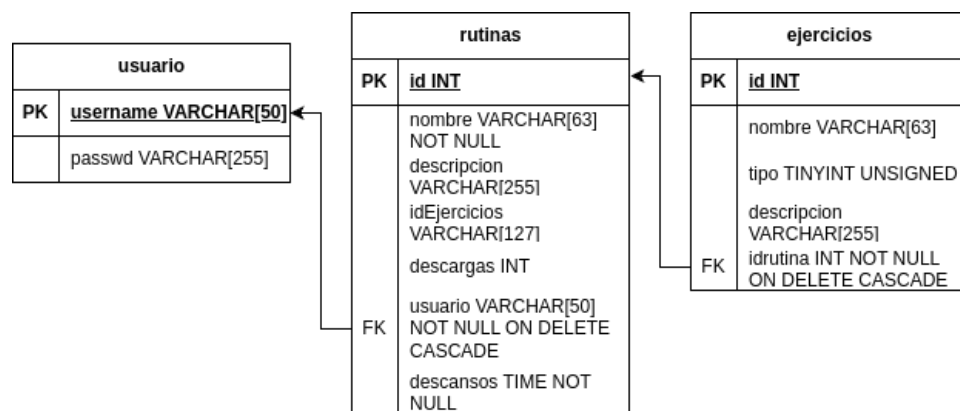 usuario
PK username VARCHAR[50]
passwd VARCHAR[255]
rutinas
PK id INT
nombre VARCHAR[63]
NOT NULL
descripcion
VARCHAR[255]
idEjercicios
VARCHAR[127]
descargas INT
usuario VARCHAR[50]
FK NOT NULL ON DELETE
CASCADE
descansos TIME NOT
NULL
ejercicios
PK id INT
nombre VARCHAR[63]
tipo TINYINT UNSIGNED
descripcion
VARCHAR[255]
FK idrutina INT NOT NULL
ON DELETE CASCADE